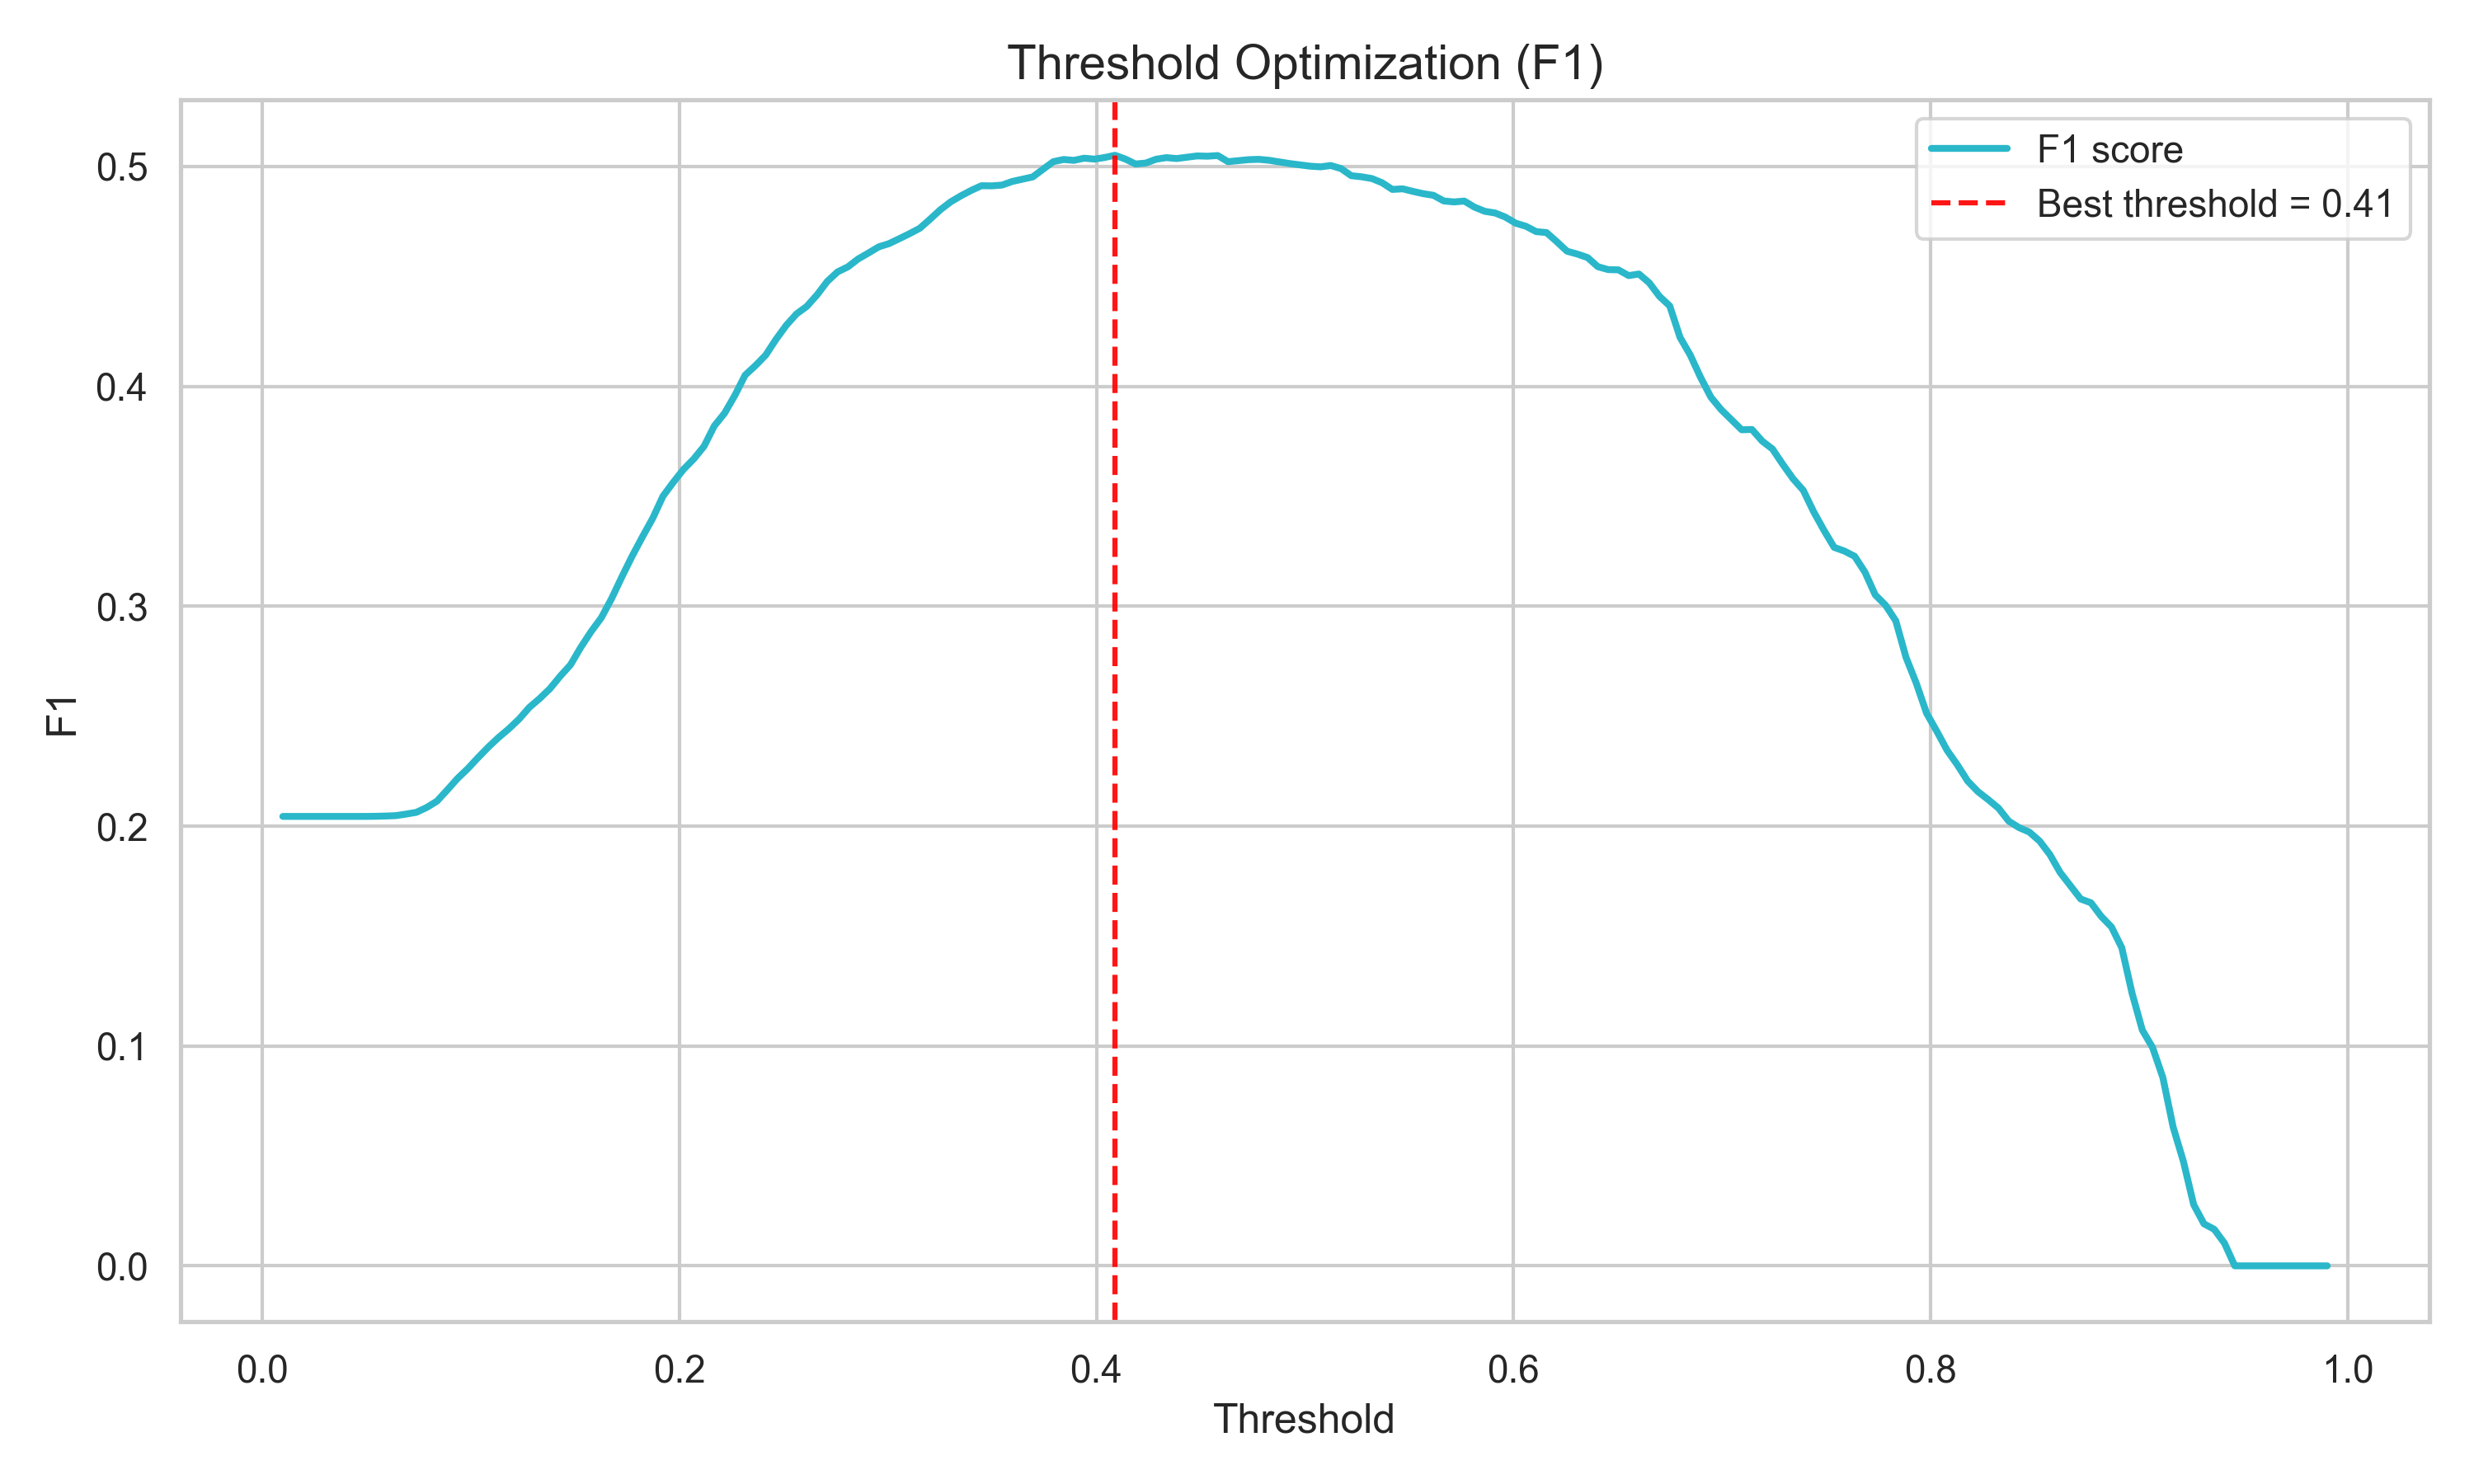 Threshold Optimization (F1)
F1 score
Best threshold = 0.41
0.5
0.4
0.3
0.2
0.1
0.0
F1
0.0 0.2 0.4 0.6 0.8 1.0
Threshold